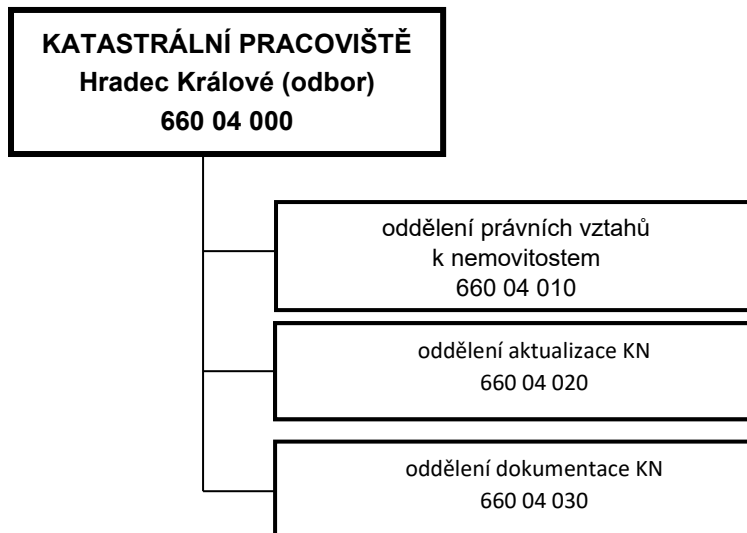 KATASTRÁLNÍ PRACOVIŠTĚ
Hradec Králové (odbor)
660 04 000
oddělení právních vztahů
k nemovitostem
660 04 010
oddělení aktualizace KN
660 04 020
oddělení dokumentace KN
660 04 030